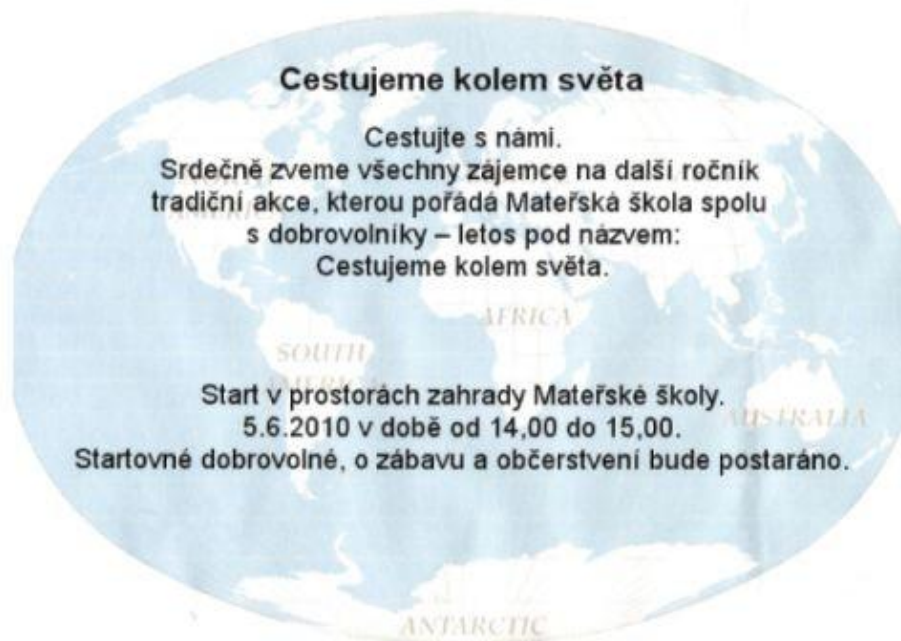 Cestujeme kolem světa
Cestujte s námi.
Srdečně zveme všechny zájemce na další ročník
tradiční akce, kterou pořádá Mateřská škola spolu
AMERICA
s dobrovolníky – letos pod názvem:
Cestujeme kolem světa.
AFRICA
SOUTH
AMERICA
Start v prostorách zahrady Mateřské školy.
AUSTRALIA
5.6.2010 v době od 14,00 do 15,00.
Startovné dobrovolné, o zábavu a občerstvení bude postaráno.
ANTARCTIC